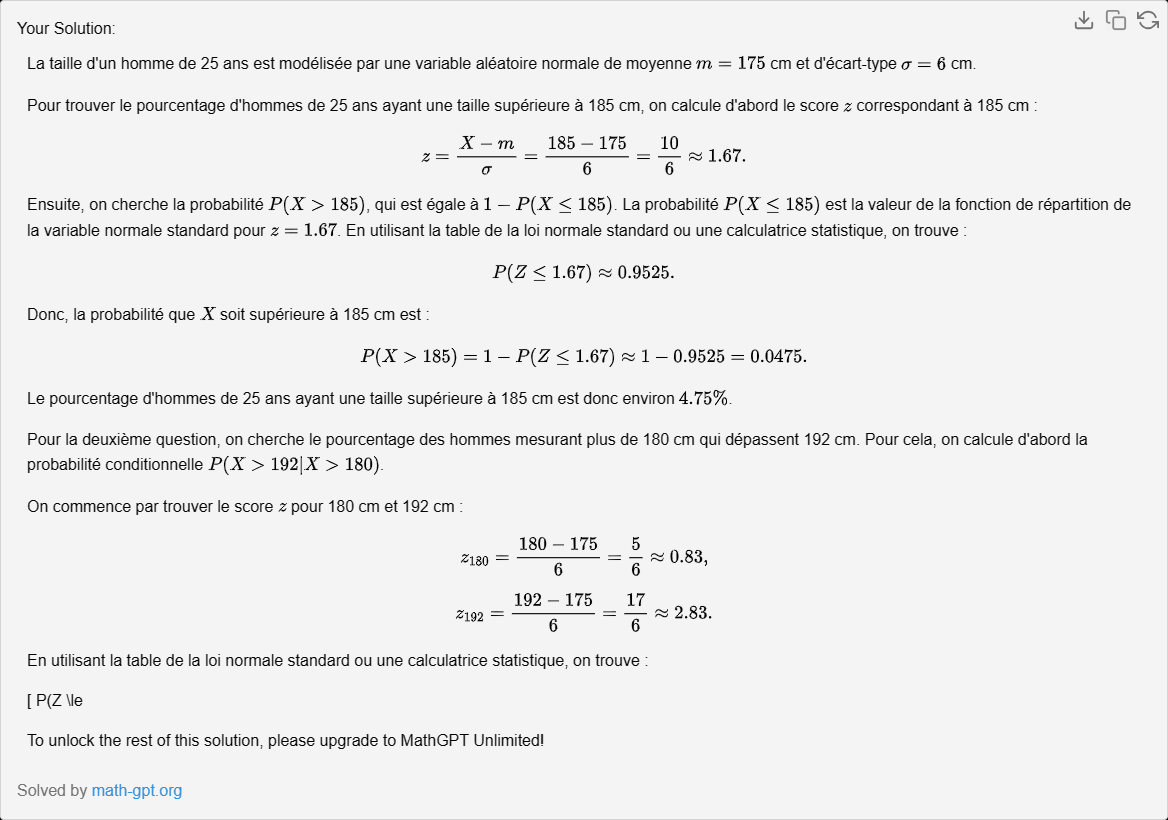 Your Solution:
La taille d'un homme de 25 ans est modélisée par une variable aléatoire normale de moyenne m = 175 cm et d'écart-type σ = 6 cm.
Pour trouver le pourcentage d'hommes de 25 ans ayant une taille supérieure à 185 cm, on calcule d'abord le score z correspondant à 185 cm :
z = \frac{X − m}{σ} = \frac{185 − 175}{6} = \frac{10}{6} ≈ 1.67.
Ensuite, on cherche la probabilité P(X > 185), qui est égale à 1 − P(X ≤ 185). La probabilité P(X ≤ 185) est la valeur de la fonction de répartition de
la variable normale standard pour z = 1.67. En utilisant la table de la loi normale standard ou une calculatrice statistique, on trouve :
P(Z ≤ 1.67) ≈ 0.9525.
Donc, la probabilité que X soit supérieure à 185 cm est :
P(X > 185) = 1 − P(Z ≤ 1.67) ≈ 1 − 0.9525 = 0.0475.
Le pourcentage d'hommes de 25 ans ayant une taille supérieure à 185 cm est donc environ 4.75%.
Pour la deuxième question, on cherche le pourcentage des hommes mesurant plus de 180 cm qui dépassent 192 cm. Pour cela, on calcule d'abord la
probabilité conditionnelle P(X > 192|X > 180).
On commence par trouver le score z pour 180 cm et 192 cm :
z_{180} = \frac{180 − 175}{6} = \frac{5}{6} ≈ 0.83,
z_{192} = \frac{192 − 175}{6} = \frac{17}{6} ≈ 2.83.
En utilisant la table de la loi normale standard ou une calculatrice statistique, on trouve :
[ P(Z \le
To unlock the rest of this solution, please upgrade to MathGPT Unlimited!
Solved by math-gpt.org